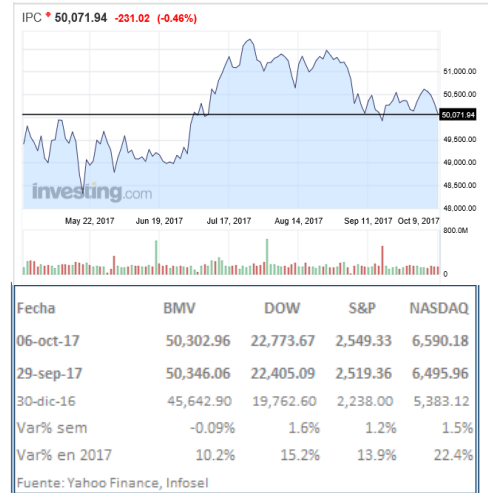 IPC 50,071.94 -231.02 (-0.46%)
51,000.00
50,500.00
50,071.94
49,500.00
49,000.00
48,500.00
48,000.00
investing.com
May 22, 2017 Jun 19, 2017 Jul 17, 2017 Aug 14, 2017 Sep 11, 2017 Oct 9, 2017
800.0M
0
Fecha BMV DOW S&P NASDAQ
06-oct-17 50,302.96 22,773.67 2,549.33 6,590.18
29-sep-17 50,346.06 22,405.09 2,519.36 6,495.96
30-dic-16 45,642.90 19,762.60 2,238.00 5,383.12
Var% sem -0.09% 1.6% 1.2% 1.5%
Var% en 2017 10.2% 15.2% 13.9% 22.4%
Fuente: Yahoo Finance, Infosel